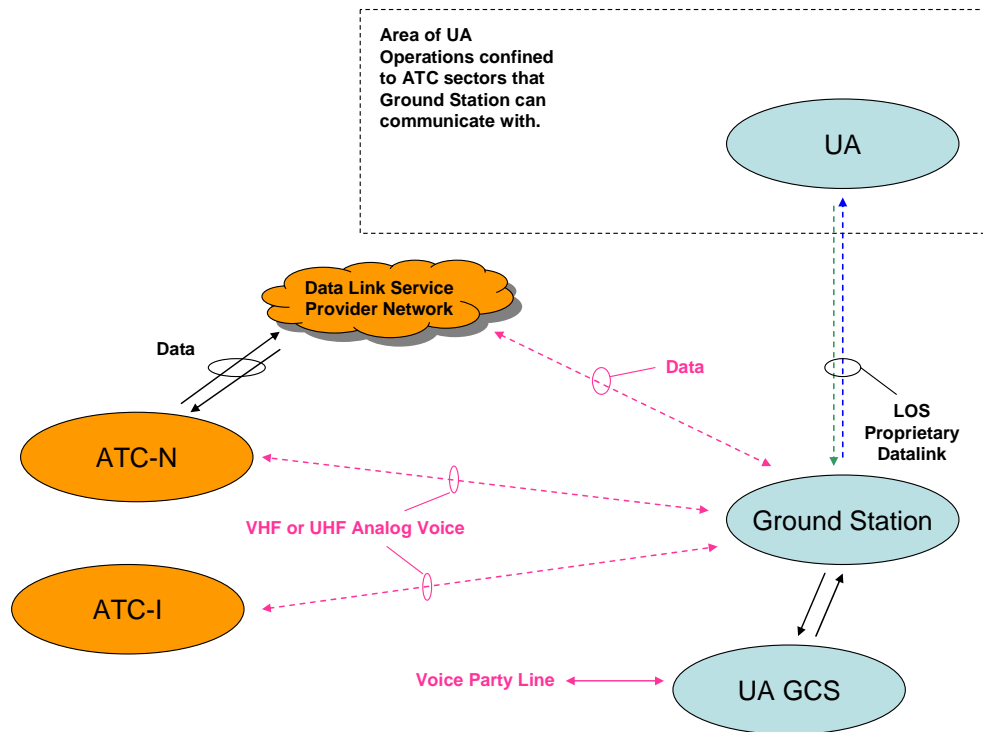 Area of UA
Operations confined
to ATC sectors that
Ground Station can
communicate with.
UA
Data Link Service
Provider Network
Data
Data
LOS
Proprietary
Datalink
ATC-N
VHF or UHF Analog Voice
Ground Station
ATC-I
Voice Party Line
UA GCS